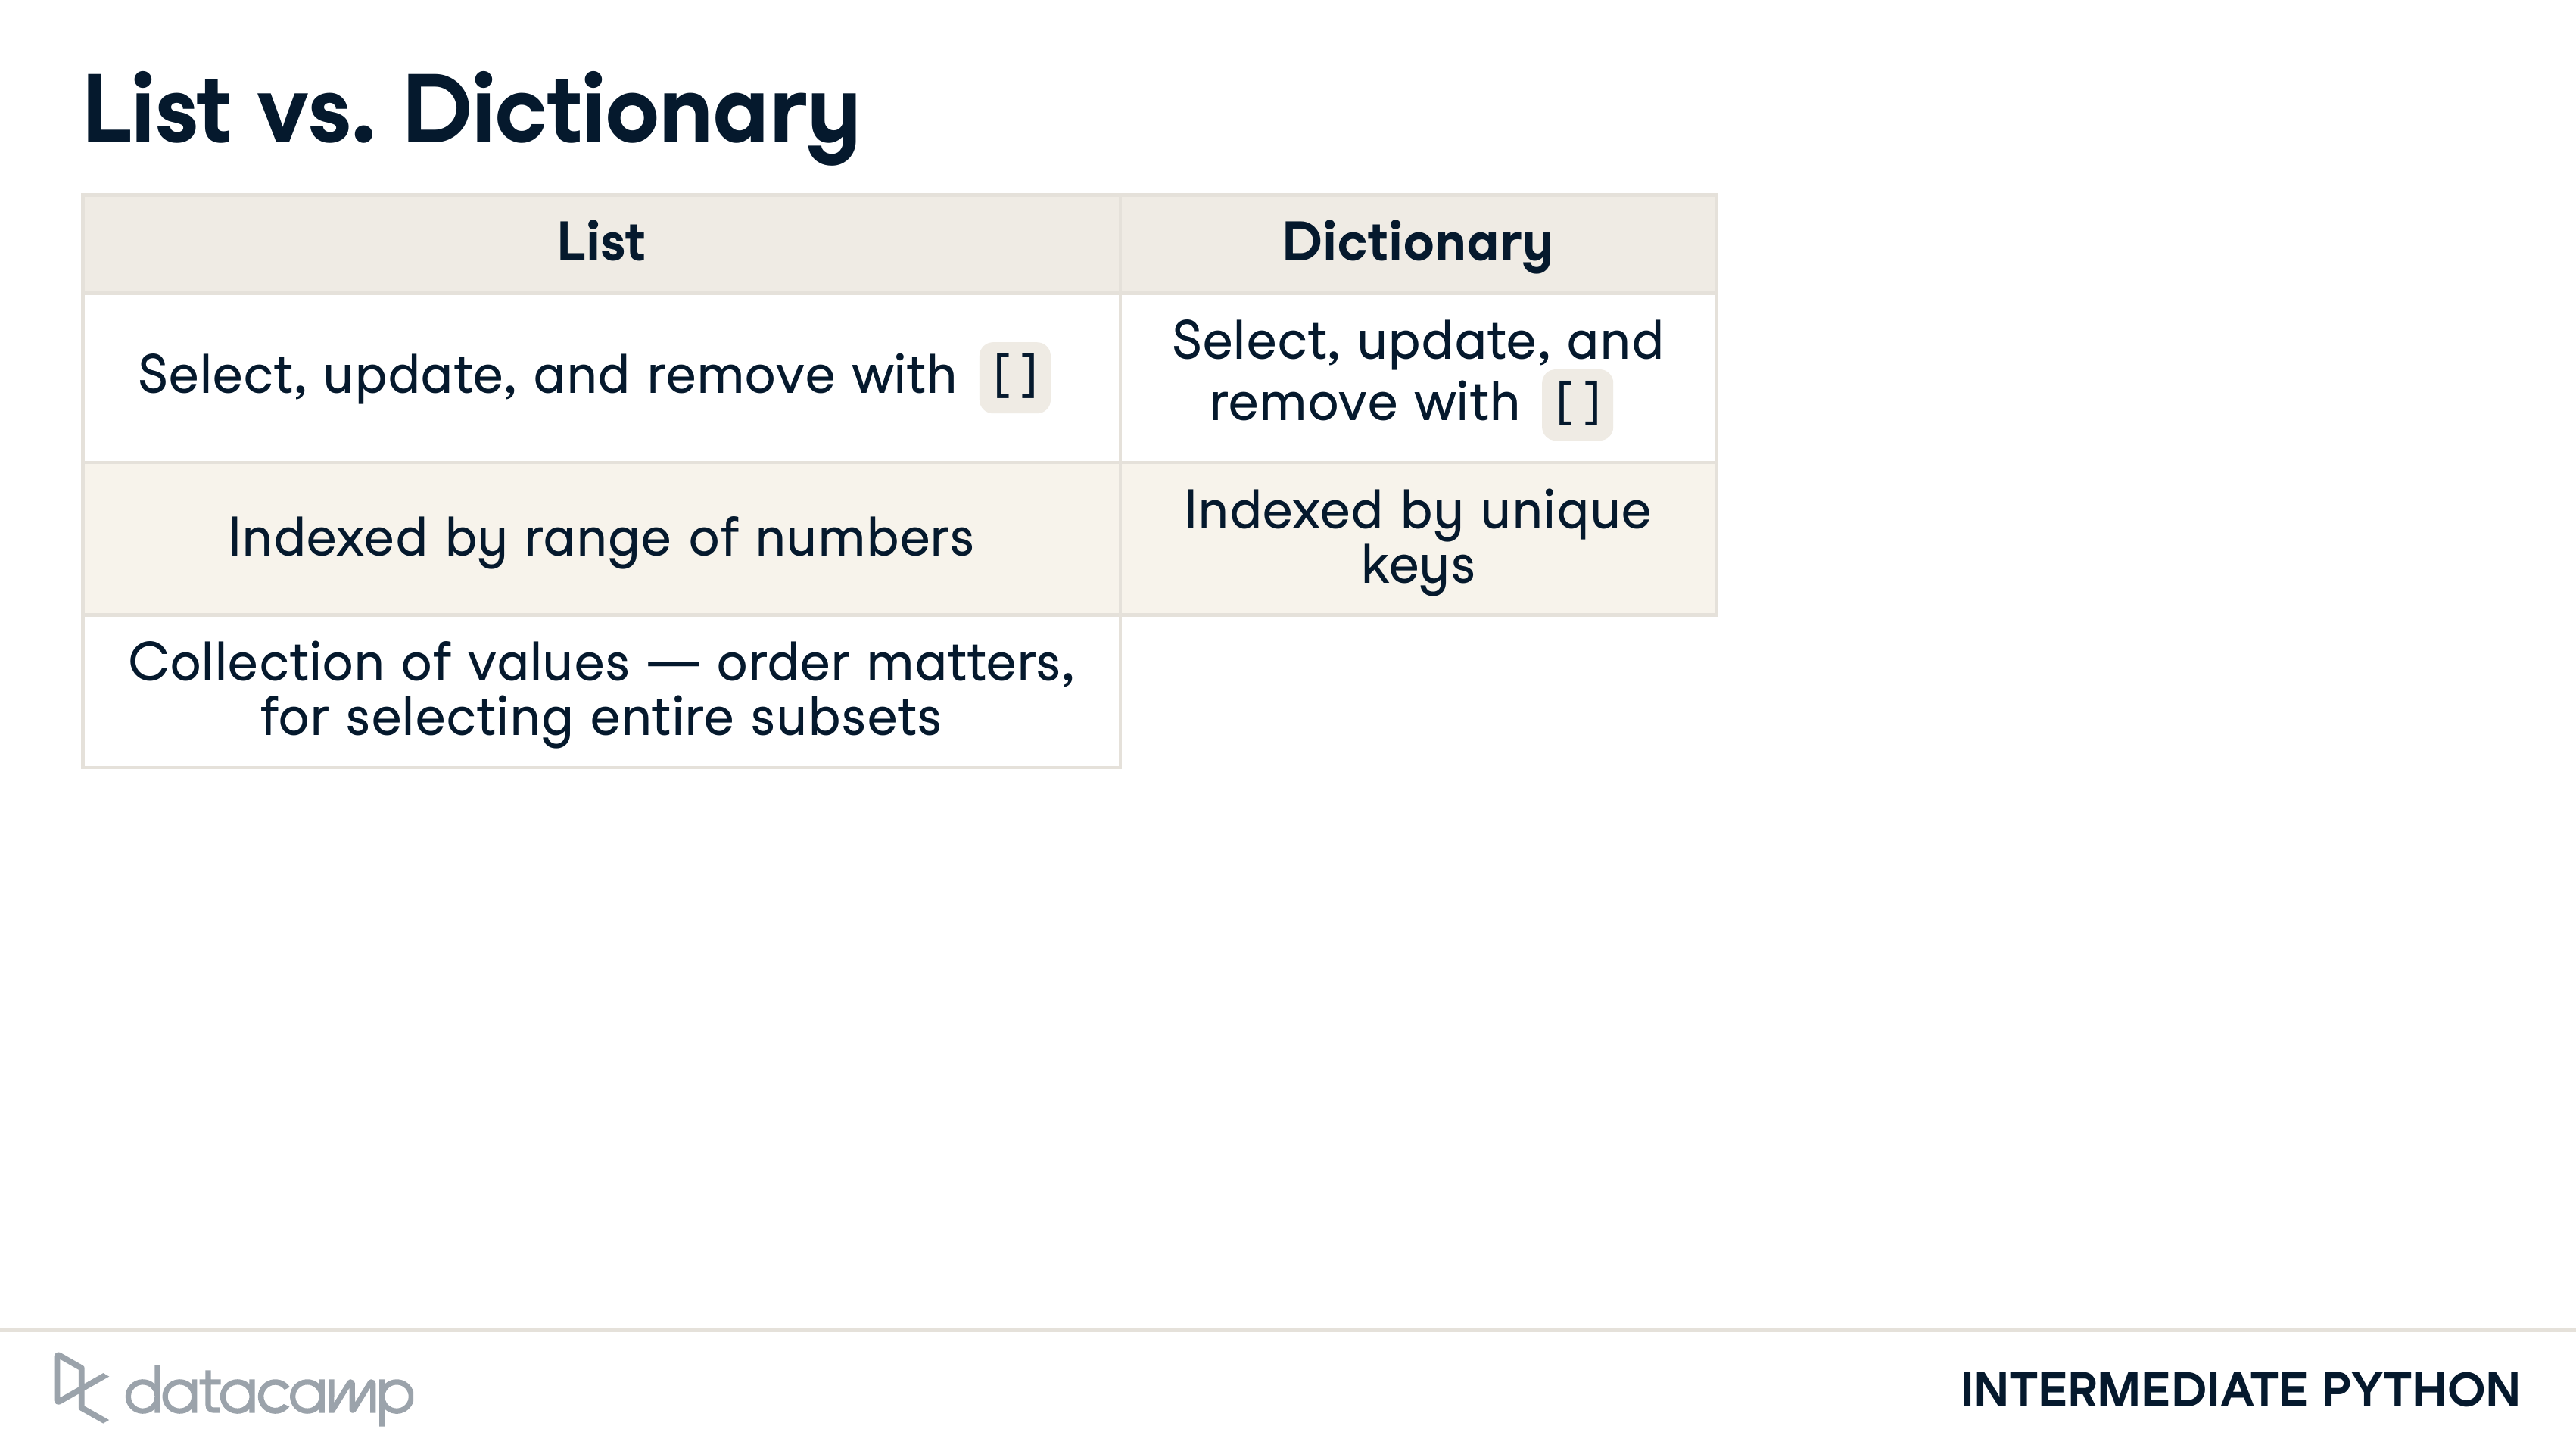 List vs. Dictionary
List
Dictionary
Select, update, and remove with []
Select, update, and
remove with []
Indexed by range of numbers
Indexed by unique
keys
Collection of values — order matters,
for selecting entire subsets
datacamp
INTERMEDIATE PYTHON